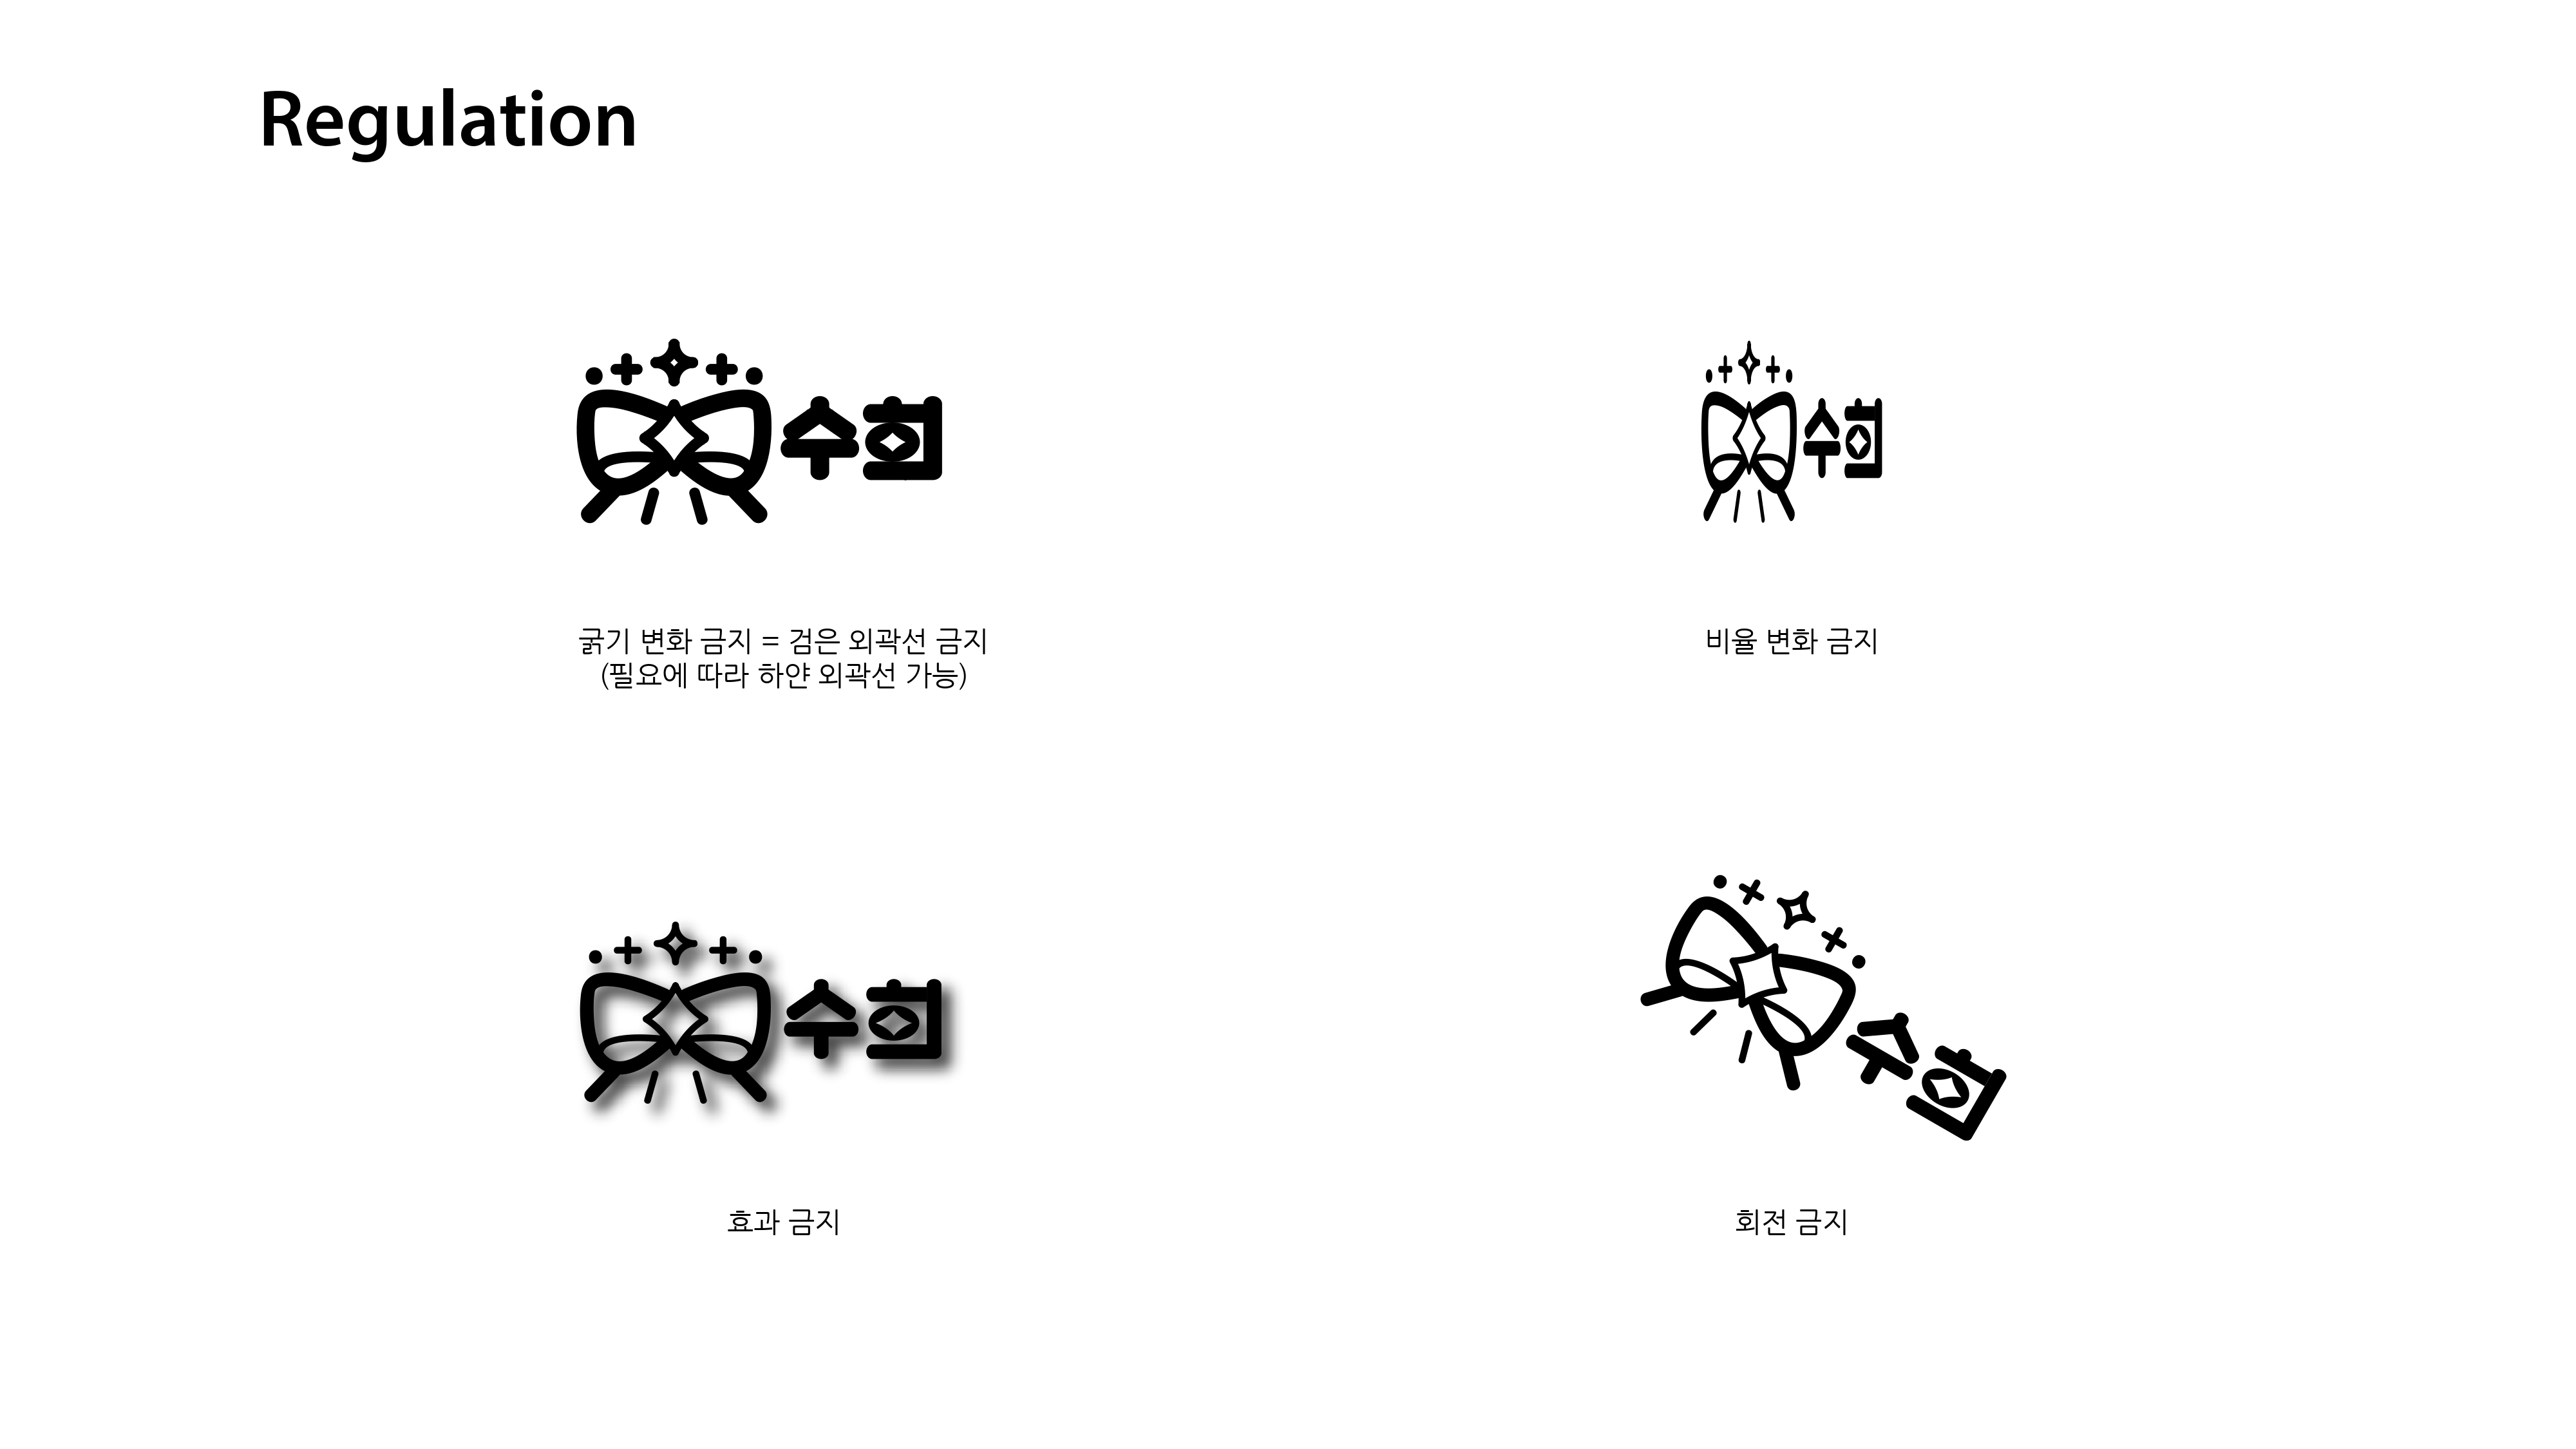 Regulation
수희
수희
굵기 변화 금지 = 검은 외곽선 금지
(필요에 따라 하얀 외곽선 가능)
비율 변화 금지
수희
수희
효과 금지
회전 금지